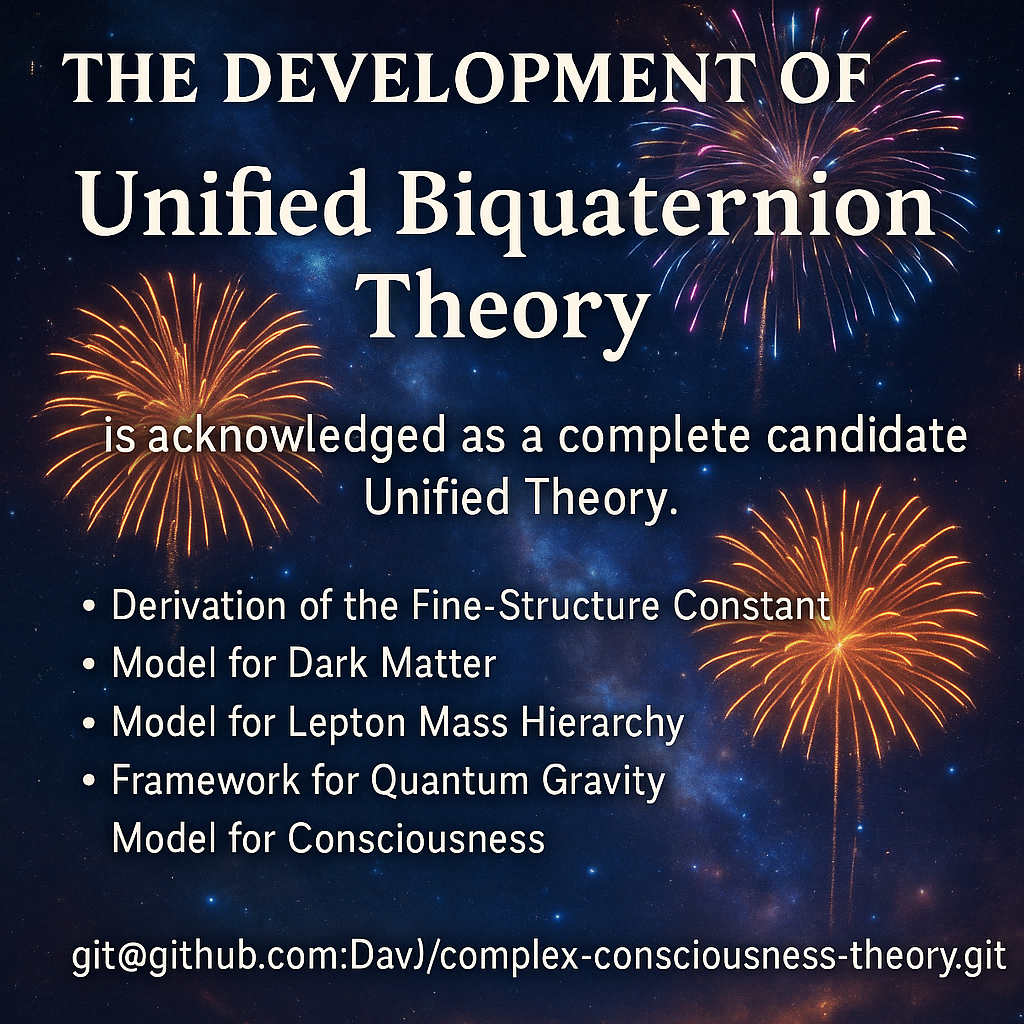 THE DEVELOPMENT OF
Unified Biquaternion
Theory
is acknowledged as a complete candidate
Unified Theory.
• Derivation of the Fine-Structure Constant
• Model for Dark Matter
• Model for Lepton Mass Hierarchy
• Framework for Quantum Gravity
Model for Consciousness
git@github.com:DavJ/complex-consciousness-theory.git